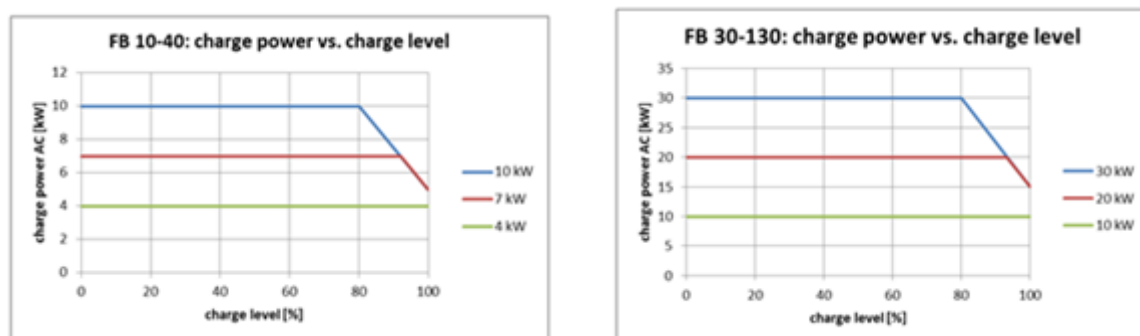 FB 10-40: charge power vs. charge level
charge power AC [kW]
12
10
8
6
4
2
0
0 20 40 60 80 100
charge level [%]
10 kW
7 kW
4 kW
FB 30-130: charge power vs. charge level
charge power AC [kW]
35
30
25
20
15
10
5
0
0 20 40 60 80 100
charge level [%]
30 kW
20 kW
10 kW